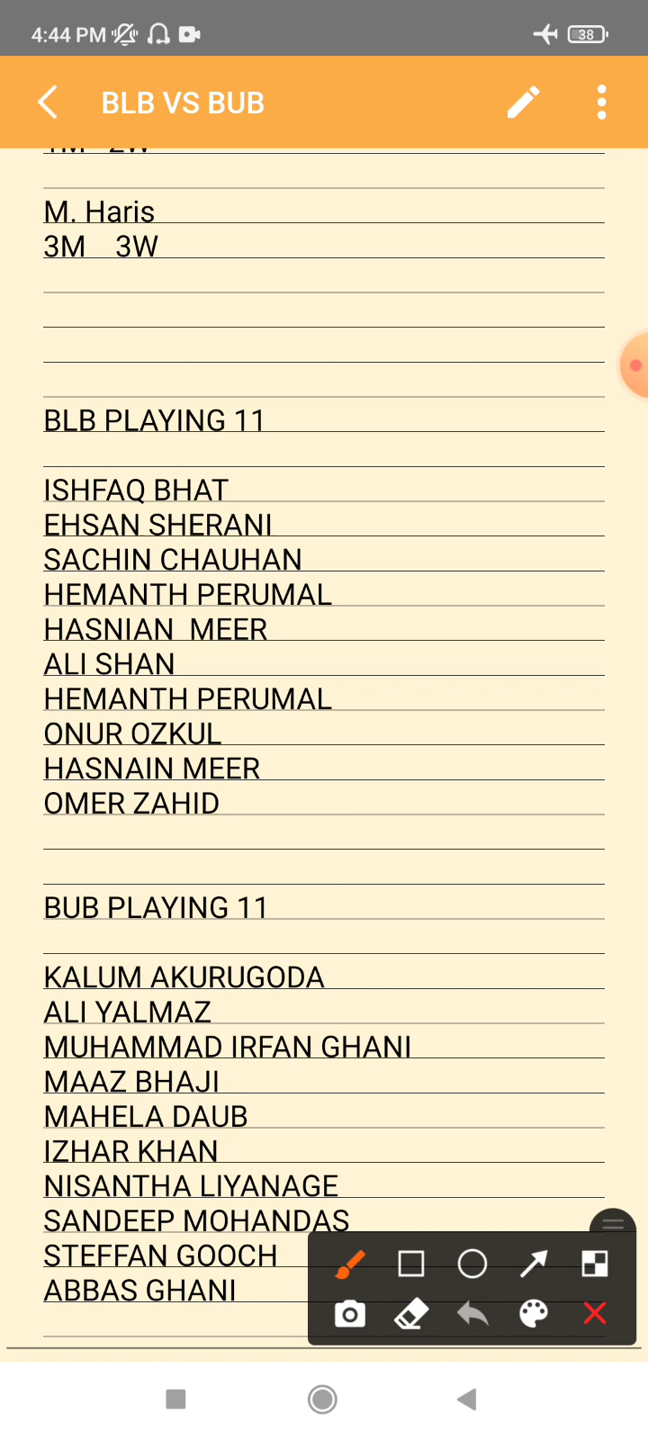 4:44 PM
38
BLB VS BUB
M. Haris
3M 3W
BLB PLAYING 11
ISHFAQ BHAT
EHSAN SHERANI
SACHIN CHAUHAN
HEMANTH PERUMAL
HASNIAN MEER
ALI SHAN
HEMANTH PERUMAL
ONUR OZKUL
HASNAIN MEER
OMER ZAHID
BUB PLAYING 11
KALUM AKURUGODA
ALI YALMAZ
MUHAMMAD IRFAN GHANI
MAAZ BHAJI
MAHELA DAUB
IZHAR KHAN
NISANTHA LIYANAGE
SANDEEP MOHANDAS
STEFFAN GOOCH
ABBAS GHANI